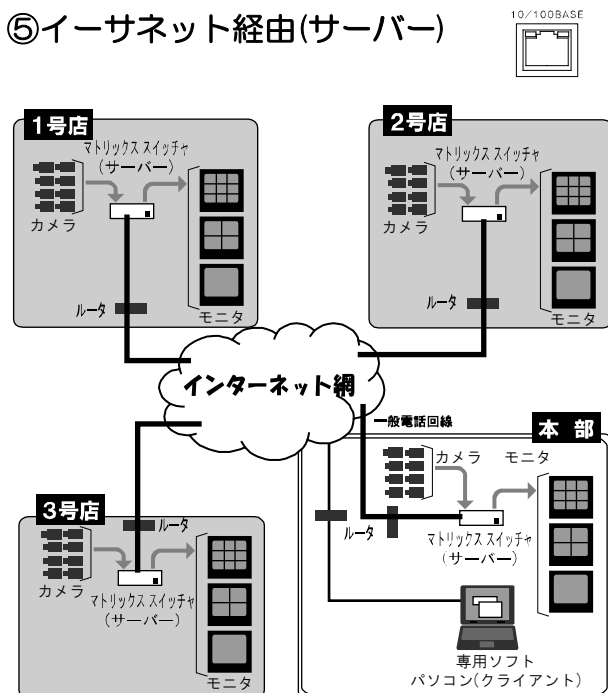 ⑤イーサネット経由(サーバー)
10/100BASE
1号店
マトリックス スイッチャ
(サーバー)
カメラ
ルータ
モニタ
2号店
マトリックス スイッチャ
(サーバー)
カメラ
ルータ
モニタ
インターネット網
一般電話回線
3号店
ルータ
カメラ
マトリックス スイッチャ
(サーバー)
モニタ
本 部
カメラ
モニタ
ルータ
マトリックス スイッチャ
(サーバー)
専用ソフト
パソコン(クライアント)